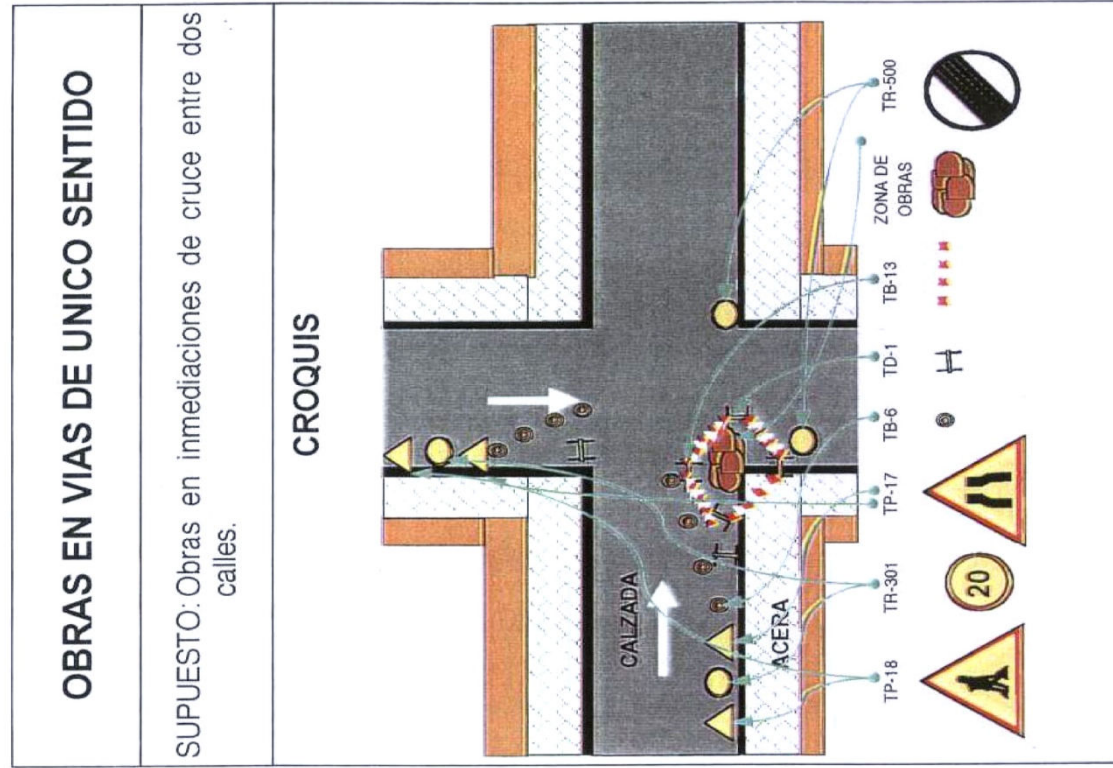 OBRAS EN VIAS DE UNICO SENTIDO
SUPUESTO: Obras en inmediaciones de cruce entre dos
calles.
CROQUIS
CALZADA
ACERA
TP-18
TR-301
TP-17
TB-6
TD-1
TB-13
ZONA DE
OBRAS
TR-500
20